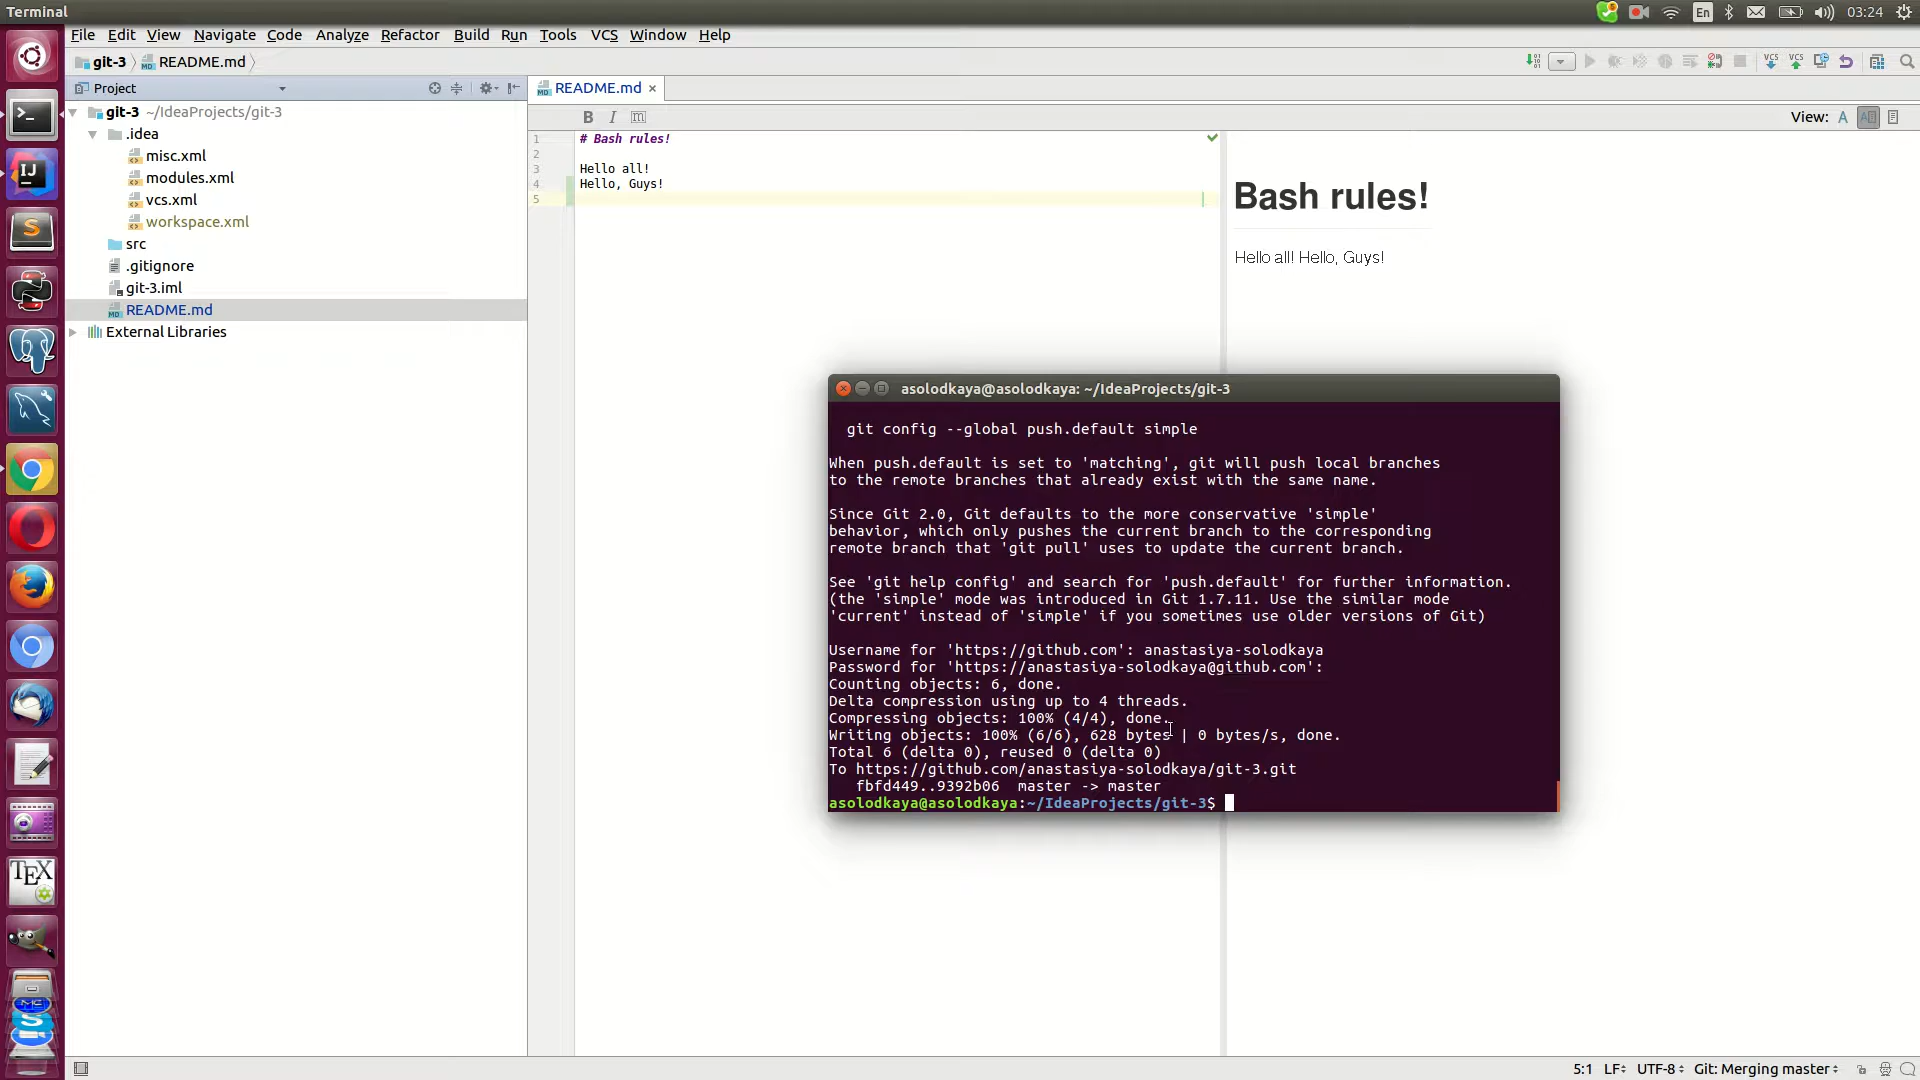 Terminal
En
03:24
File Edit View Navigate Code Analyze Refactor Build Run Tools VCS Window Help
git-3 README.md
VCS VCS
Project
README.md
git-3 ~/IdeaProjects/git-3
.idea
misc.xml
modules.xml
vcs.xml
workspace.xml
src
.gitignore
git-3.iml
README.md
External Libraries
B I m
View: A
1 # Bash rules!
2
3 Hello all!
4 Hello, Guys!
5
Bash rules!
Hello all! Hello, Guys!
asolodkaya@asolodkaya: ~/IdeaProjects/git-3
git config --global push.default simple
When push.default is set to 'matching', git will push local branches
to the remote branches that already exist with the same name.
Since Git 2.0, Git defaults to the more conservative 'simple'
behavior, which only pushes the current branch to the corresponding
remote branch that 'git pull' uses to update the current branch.
See 'git help config' and search for 'push.default' for further information.
(the 'simple' mode was introduced in Git 1.7.11. Use the similar mode
'current' instead of 'simple' if you sometimes use older versions of Git)
Username for 'https://github.com': anastasiya-solodkaya
Password for 'https://anastasiya-solodkaya@github.com':
Counting objects: 6, done.
Delta compression using up to 4 threads.
Compressing objects: 100% (4/4), done.
Writing objects: 100% (6/6), 628 bytes | 0 bytes/s, done.
Total 6 (delta 0), reused 0 (delta 0)
To https://github.com/anastasiya-solodkaya/git-3.git
fbfd449..9392b06  master -> master
asolodkaya@asolodkaya:~/IdeaProjects/git-3$
IJ
S
TEX
S
5:1 LF UTF-8 Git: Merging master